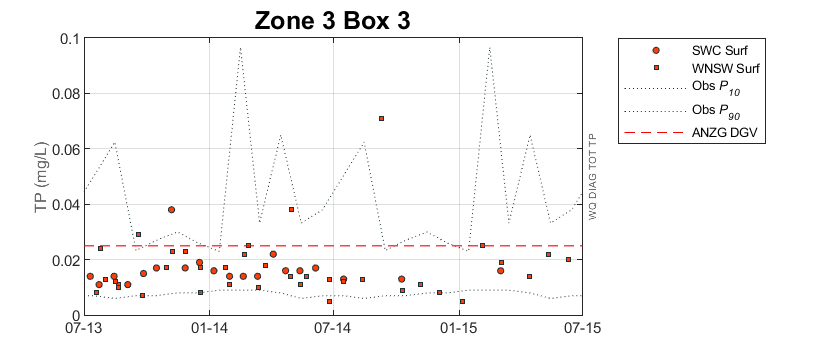 Zone 3 Box 3
TP (mg/L)
0.1
0.08
0.06
0.04
0.02
0
07-13
01-14
07-14
01-15
07-15
WQ DIAG TOT TP
SWC Surf
WNSW Surf
Obs P10
Obs P90
ANZG DGV